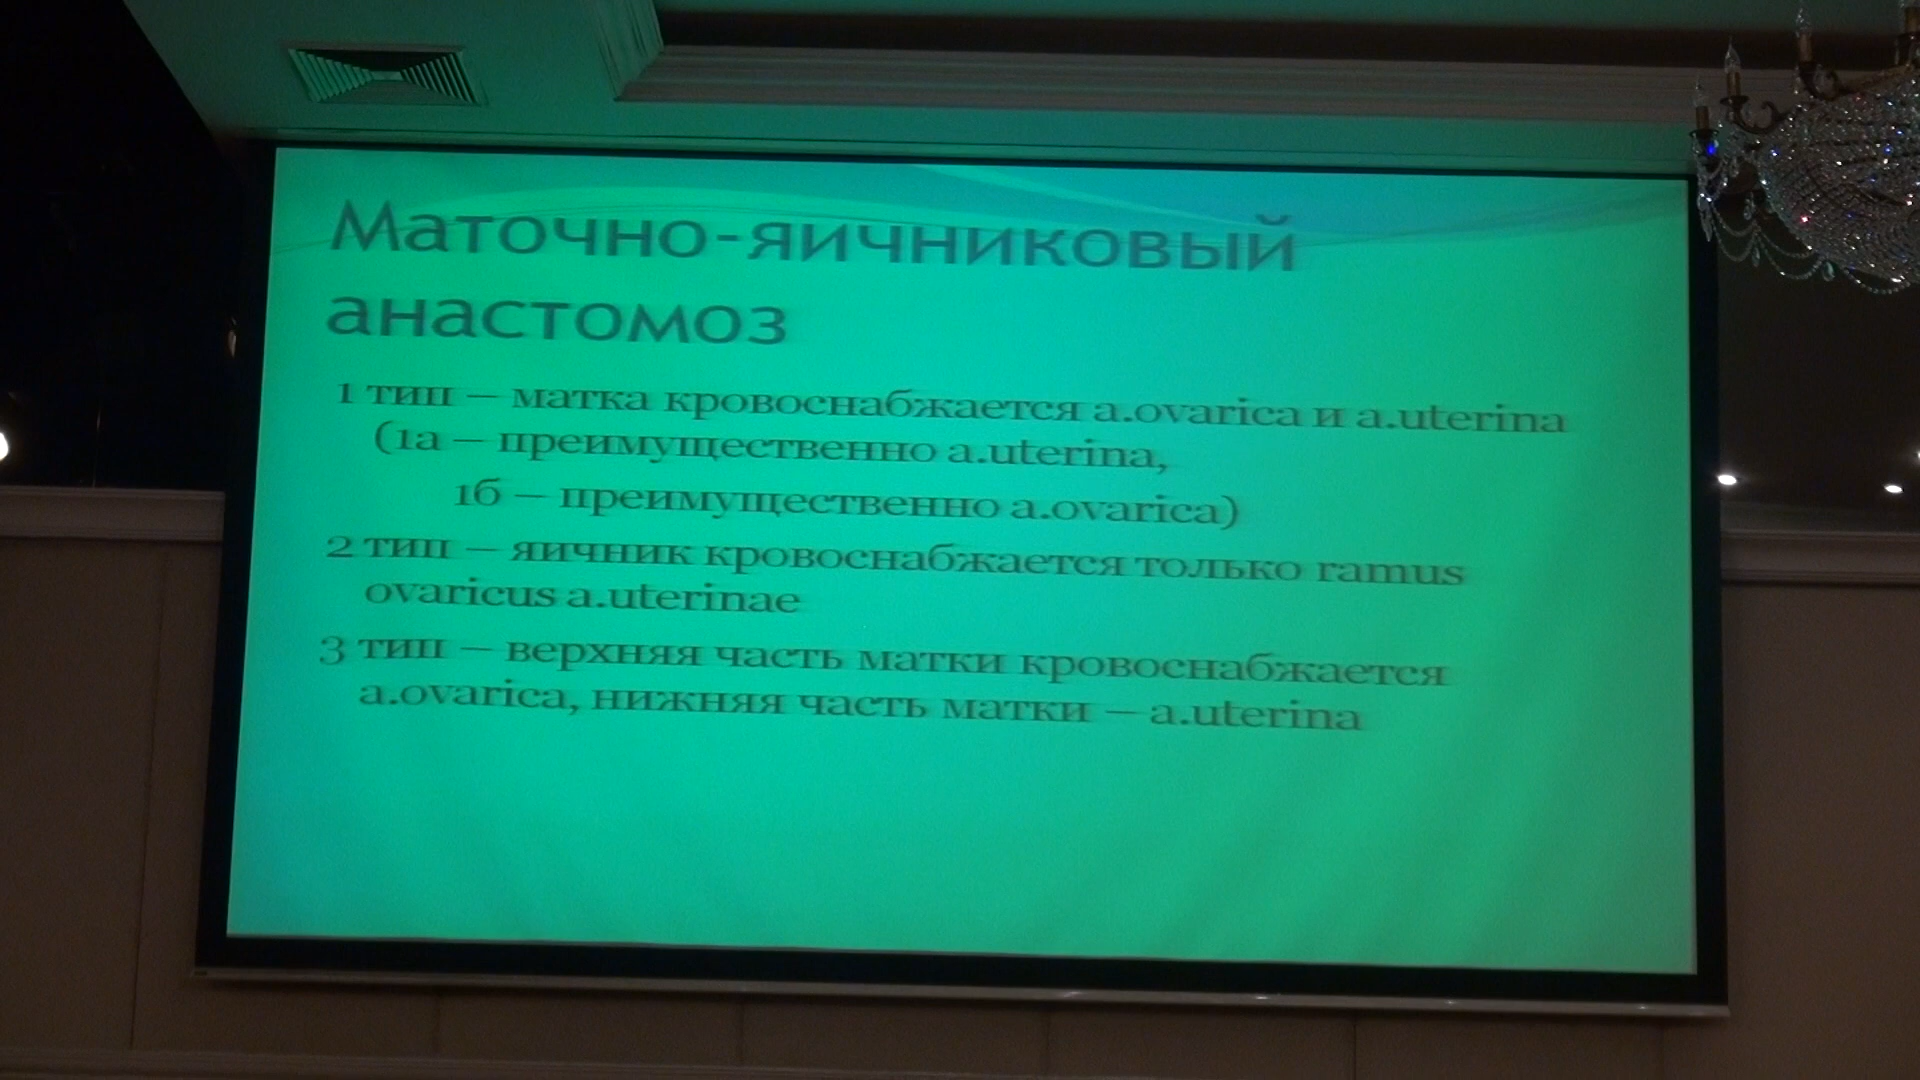 Маточно-яичниковый
анастомоз
1 тип – матка кровоснабжается a.ovarica и a.uterina
(1а – преимущественно a.uterina,
1б – преимущественно a.ovarica)
2 тип – яичник кровоснабжается только ramus
ovaricus a.uterinae
3 тип – верхняя часть матки кровоснабжается
a.ovarica, нижняя часть матки – a.uterina